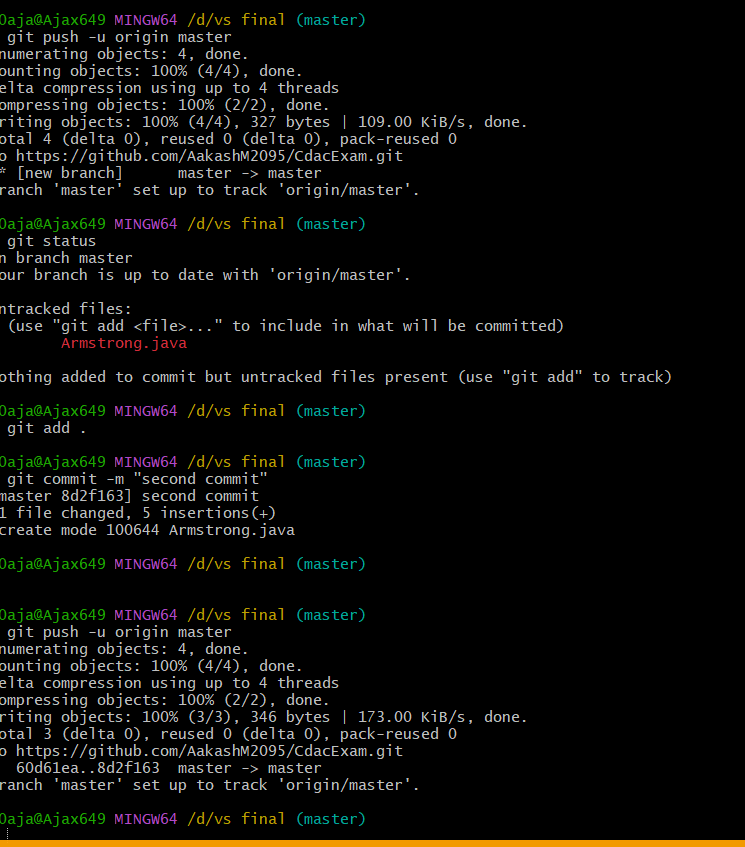 0aja@Ajax649 MINGW64 /d/vs final (master)
git push -u origin master
numerating objects: 4, done.
ounting objects: 100% (4/4), done.
elta compression using up to 4 threads
ompressing objects: 100% (2/2), done.
riting objects: 100% (4/4), 327 bytes | 109.00 KiB/s, done.
otal 4 (delta 0), reused 0 (delta 0), pack-reused 0
o https://github.com/AakashM2095/CdacExam.git
* [new branch]      master -> master
ranch 'master' set up to track 'origin/master'.
0aja@Ajax649 MINGW64 /d/vs final (master)
git status
n branch master
our branch is up to date with 'origin/master'.
ntracked files:
(use "git add <file>..." to include in what will be committed)
Armstrong.java
othing added to commit but untracked files present (use "git add" to track)
0aja@Ajax649 MINGW64 /d/vs final (master)
git add .
0aja@Ajax649 MINGW64 /d/vs final (master)
git commit -m "second commit"
master 8d2f163] second commit
1 file changed, 5 insertions(+)
create mode 100644 Armstrong.java
0aja@Ajax649 MINGW64 /d/vs final (master)
0aja@Ajax649 MINGW64 /d/vs final (master)
git push -u origin master
numerating objects: 4, done.
ounting objects: 100% (4/4), done.
elta compression using up to 4 threads
ompressing objects: 100% (2/2), done.
riting objects: 100% (3/3), 346 bytes | 173.00 KiB/s, done.
otal 3 (delta 0), reused 0 (delta 0), pack-reused 0
o https://github.com/AakashM2095/CdacExam.git
60d61ea..8d2f163  master -> master
ranch 'master' set up to track 'origin/master'.
0aja@Ajax649 MINGW64 /d/vs final (master)